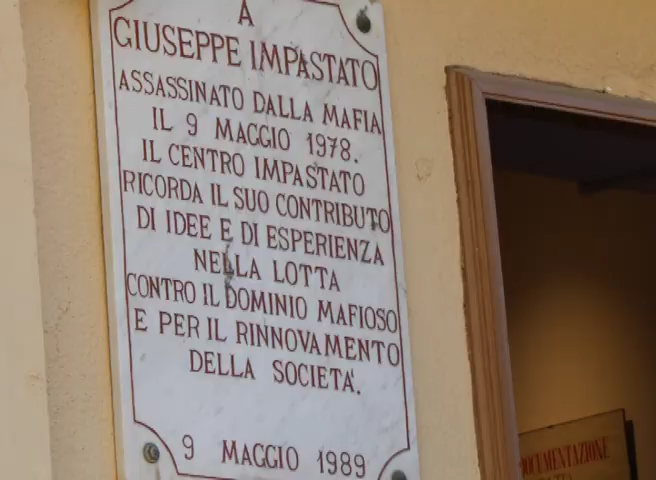 A
GIUSEPPE IMPASTATO
ASSASSINATO DALLA MAFIA
IL 9 MAGGIO 1978.
IL CENTRO IMPASTATO
RICORDA IL SUO CONTRIBUTO
DI IDEE E DI ESPERIENZA
NELLA LOTTA
CONTRO IL DOMINIO MAFIOSO
E PER IL RINNOVAMENTO
DELLA SOCIETA'.
9 MAGGIO 1989
DOCUMENTAZIONE